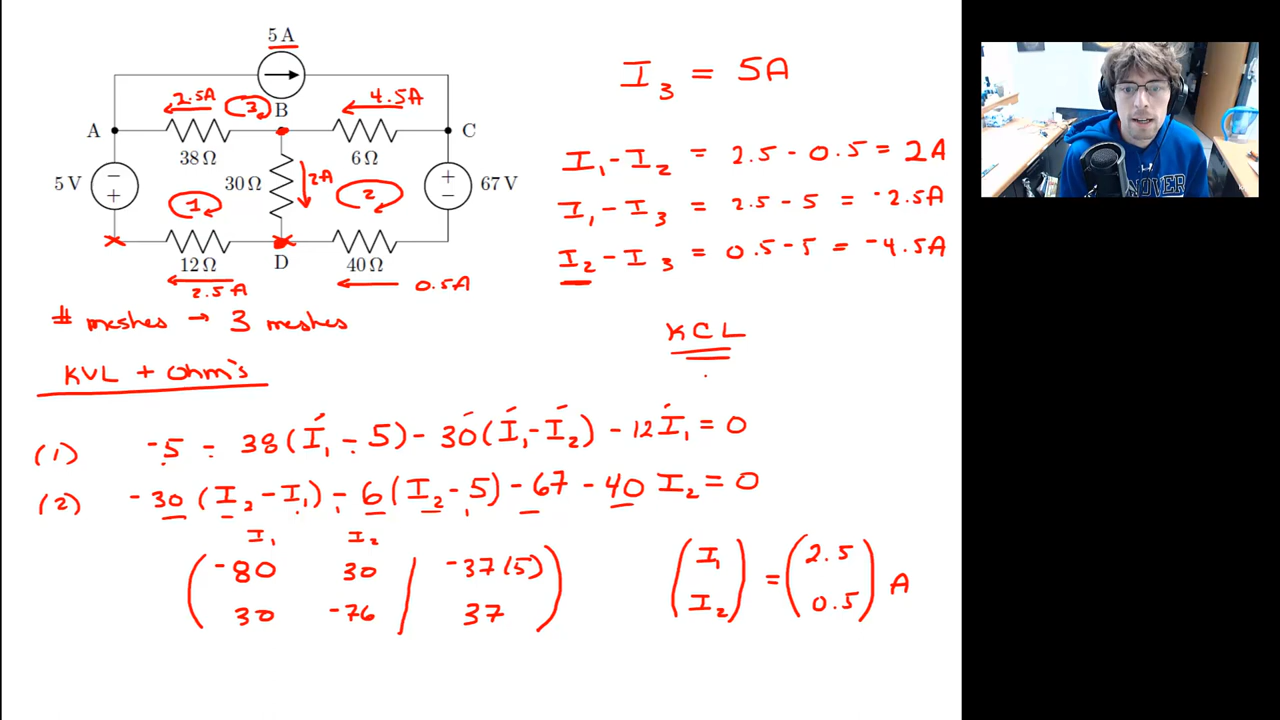 5 A
2.5A
3
B
4.5A
A
C
38 Ω
6 Ω
5 V
−
+
30 Ω
2A
+
−
67 V
1
2
12 Ω
D
40 Ω
2.5A
0.5A
# meshes → 3 meshes
KVL + Ohm's
I₃ = 5A
I₁ - I₂ = 2.5 - 0.5 = 2A
I₁ - I₃ = 2.5 - 5 = -2.5A
I₂ - I₃ = 0.5 - 5 = -4.5A
KCL
(1) -5 - 38(I₁ - 5) - 30(I₁ - I₂) - 12I₁ = 0
(2) -30(I₂ - I₁) - 6(I₂ - 5) - 67 - 40 I₂ = 0
I₁ I₂
(-80 30 | -37(5))
(30 -76 | 37)
(I₁ I₂) = (2.5 0.5) A
NOVER